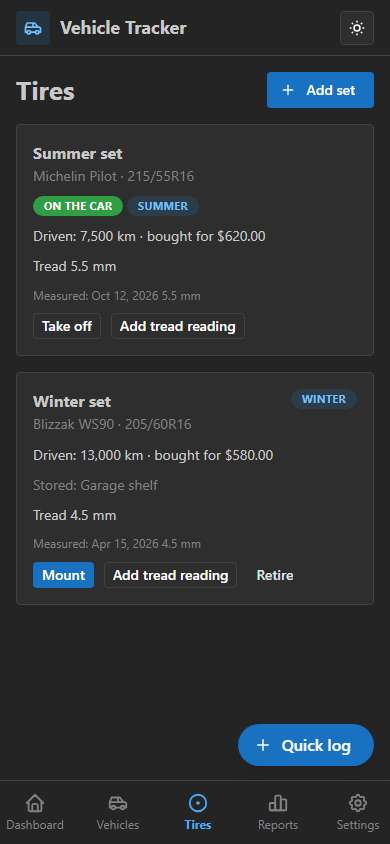 Vehicle Tracker
Tires
+ Add set
Summer set
Michelin Pilot · 215/55R16
ON THE CAR SUMMER
Driven: 7,500 km · bought for $620.00
Tread 5.5 mm
Measured: Oct 12, 2026 5.5 mm
Take off Add tread reading
Winter set WINTER
Blizzak WS90 · 205/60R16
Driven: 13,000 km · bought for $580.00
Stored: Garage shelf
Tread 4.5 mm
Measured: Apr 15, 2026 4.5 mm
Mount Add tread reading Retire
+ Quick log
Dashboard Vehicles Tires Reports Settings